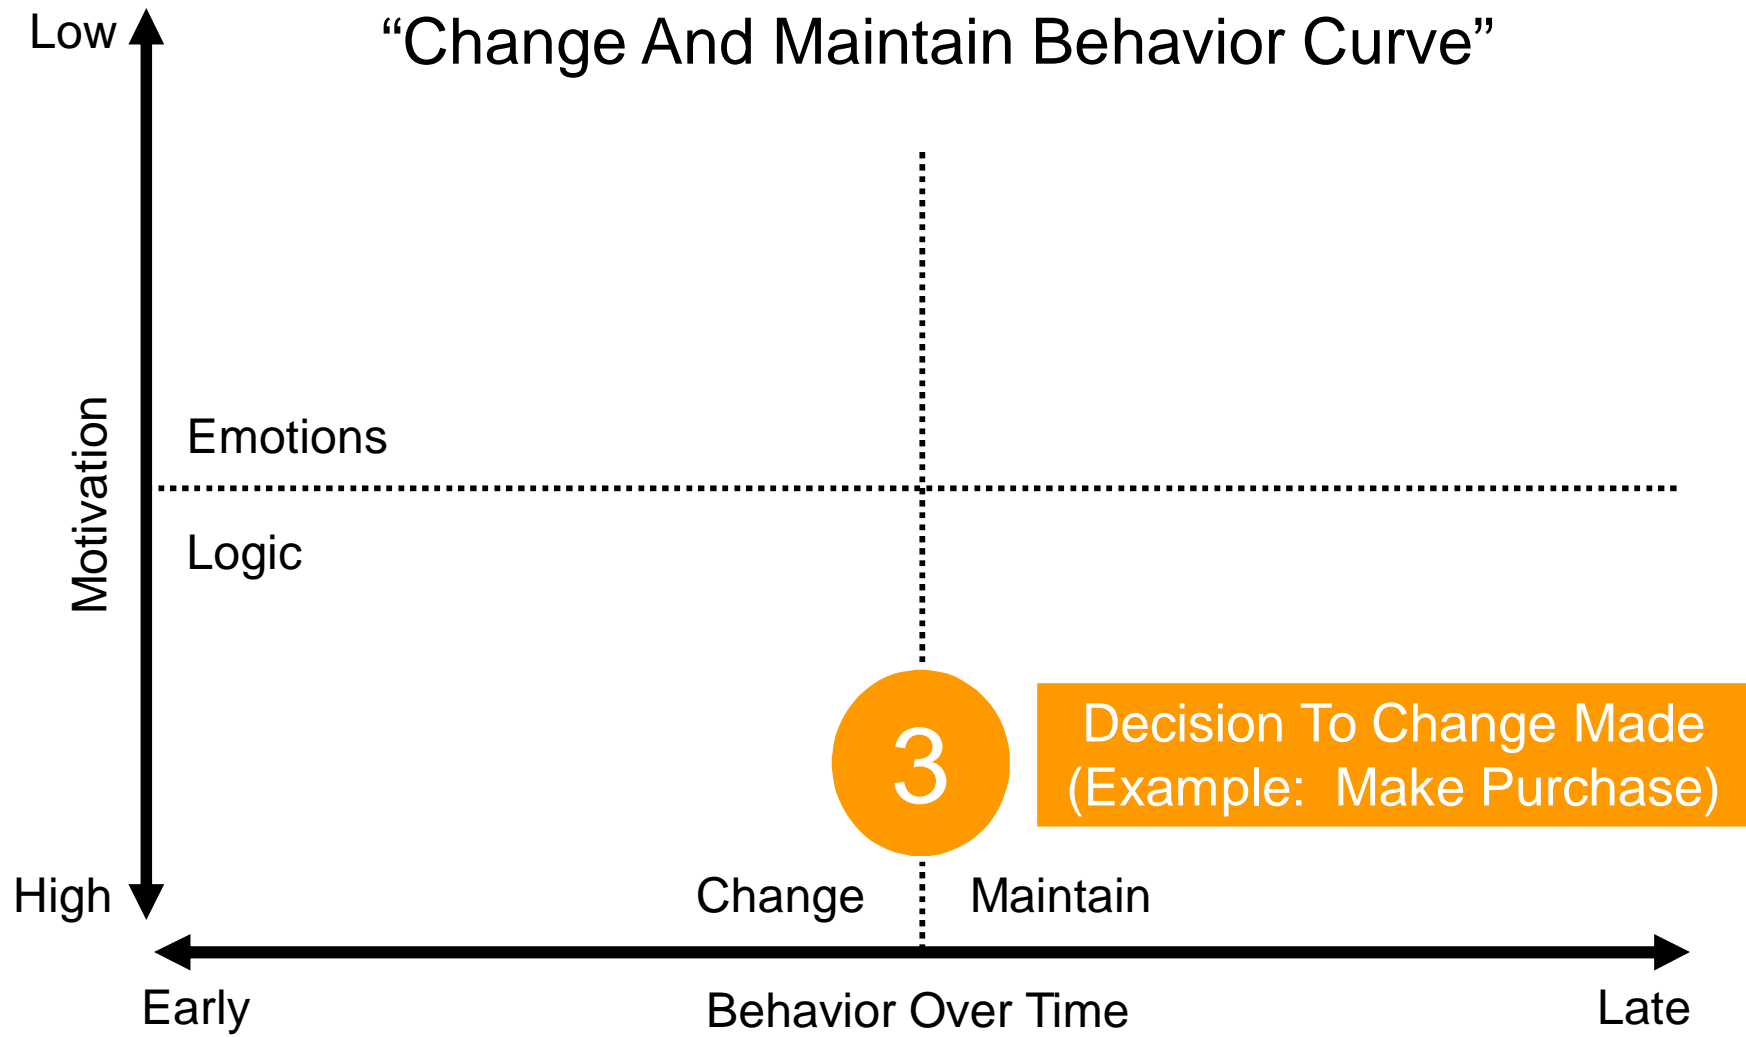 “Change And Maintain Behavior Curve”
Low
Motivation
Emotions
Logic
3
Decision To Change Made
(Example:  Make Purchase)
High
Change
Maintain
Early
Behavior Over Time
Late